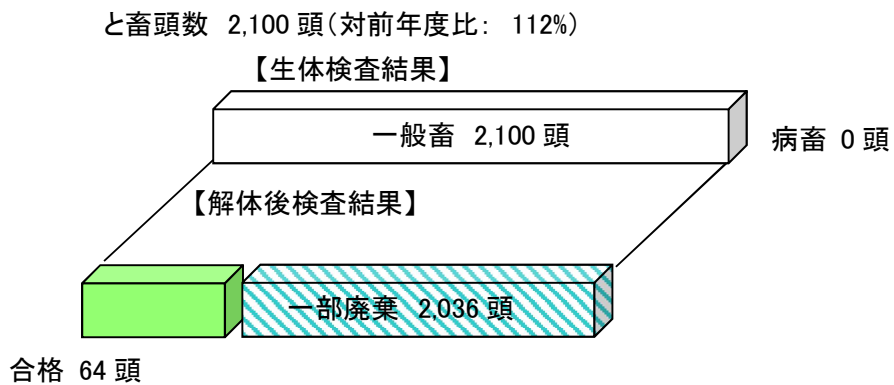 と畜頭数 2,100 頭(対前年度比: 112%)
【生体検査結果】
一般畜 2,100 頭
病畜 0 頭
【解体後検査結果】
一部廃棄 2,036 頭
合格 64 頭